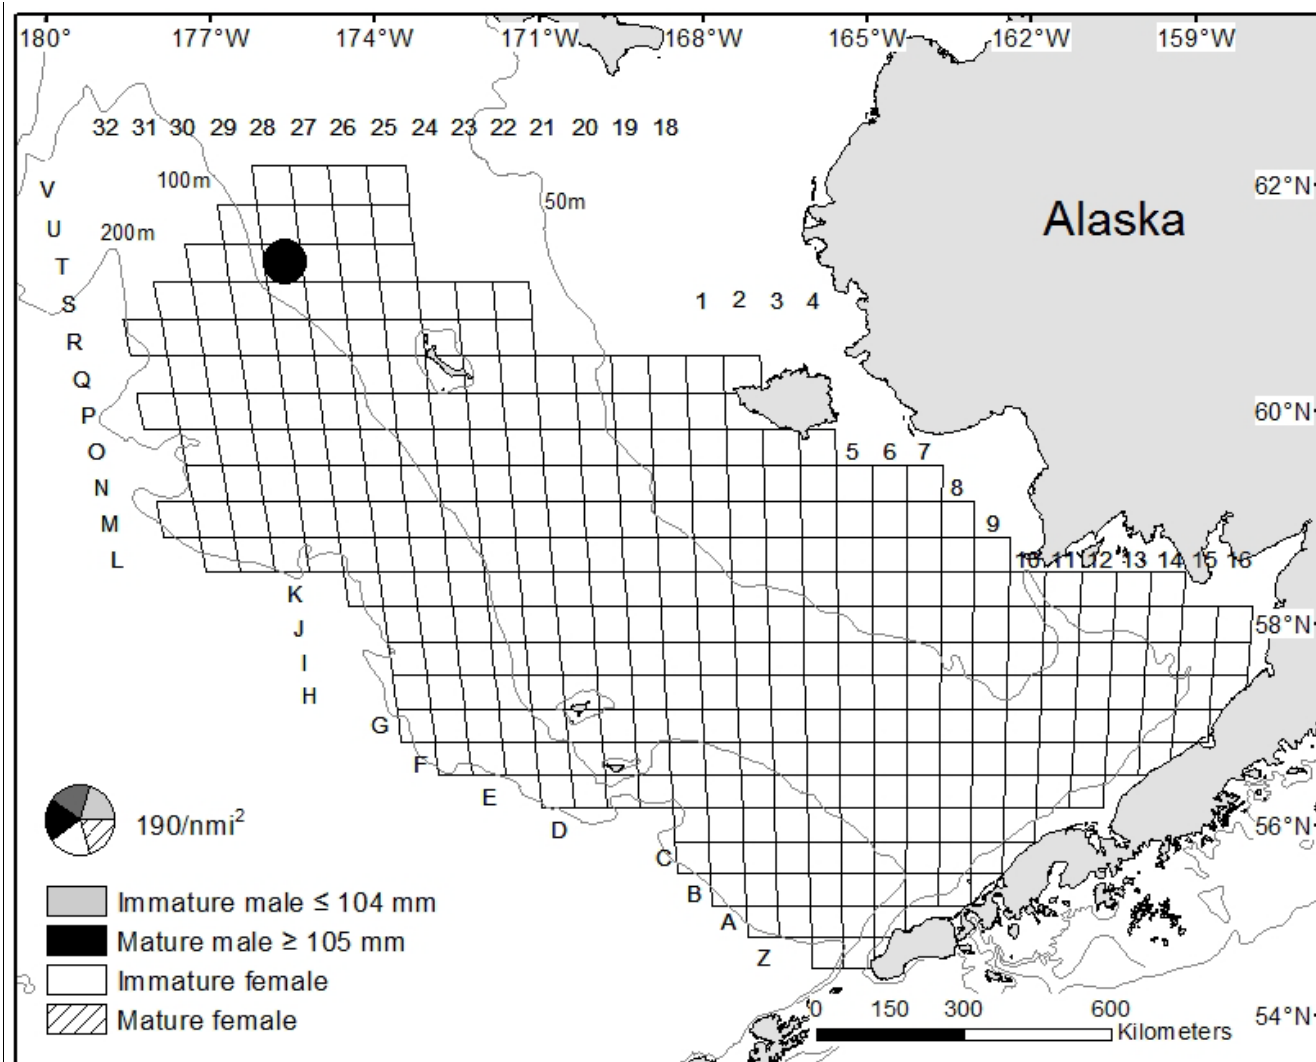 180° 177°W 174°W 171°W 168°W 165°W 162°W 159°W
32 31 30 29 28 27 26 25 24 23 22 21 20 19 18
V
100m
62°N
50m
U
200m
Alaska
T
S
1 2 3 4
R
Q
P
60°N
O
5 6 7
N
8
M
9
L
10 11 12 13 14 15 16
K
J
58°N
I
H
G
F
E
190/nmi²
D
56°N
C
B
A
Z
Immature male ≤ 104 mm
Mature male ≥ 105 mm
Immature female
Mature female
0 150 300 600
Kilometers
54°N